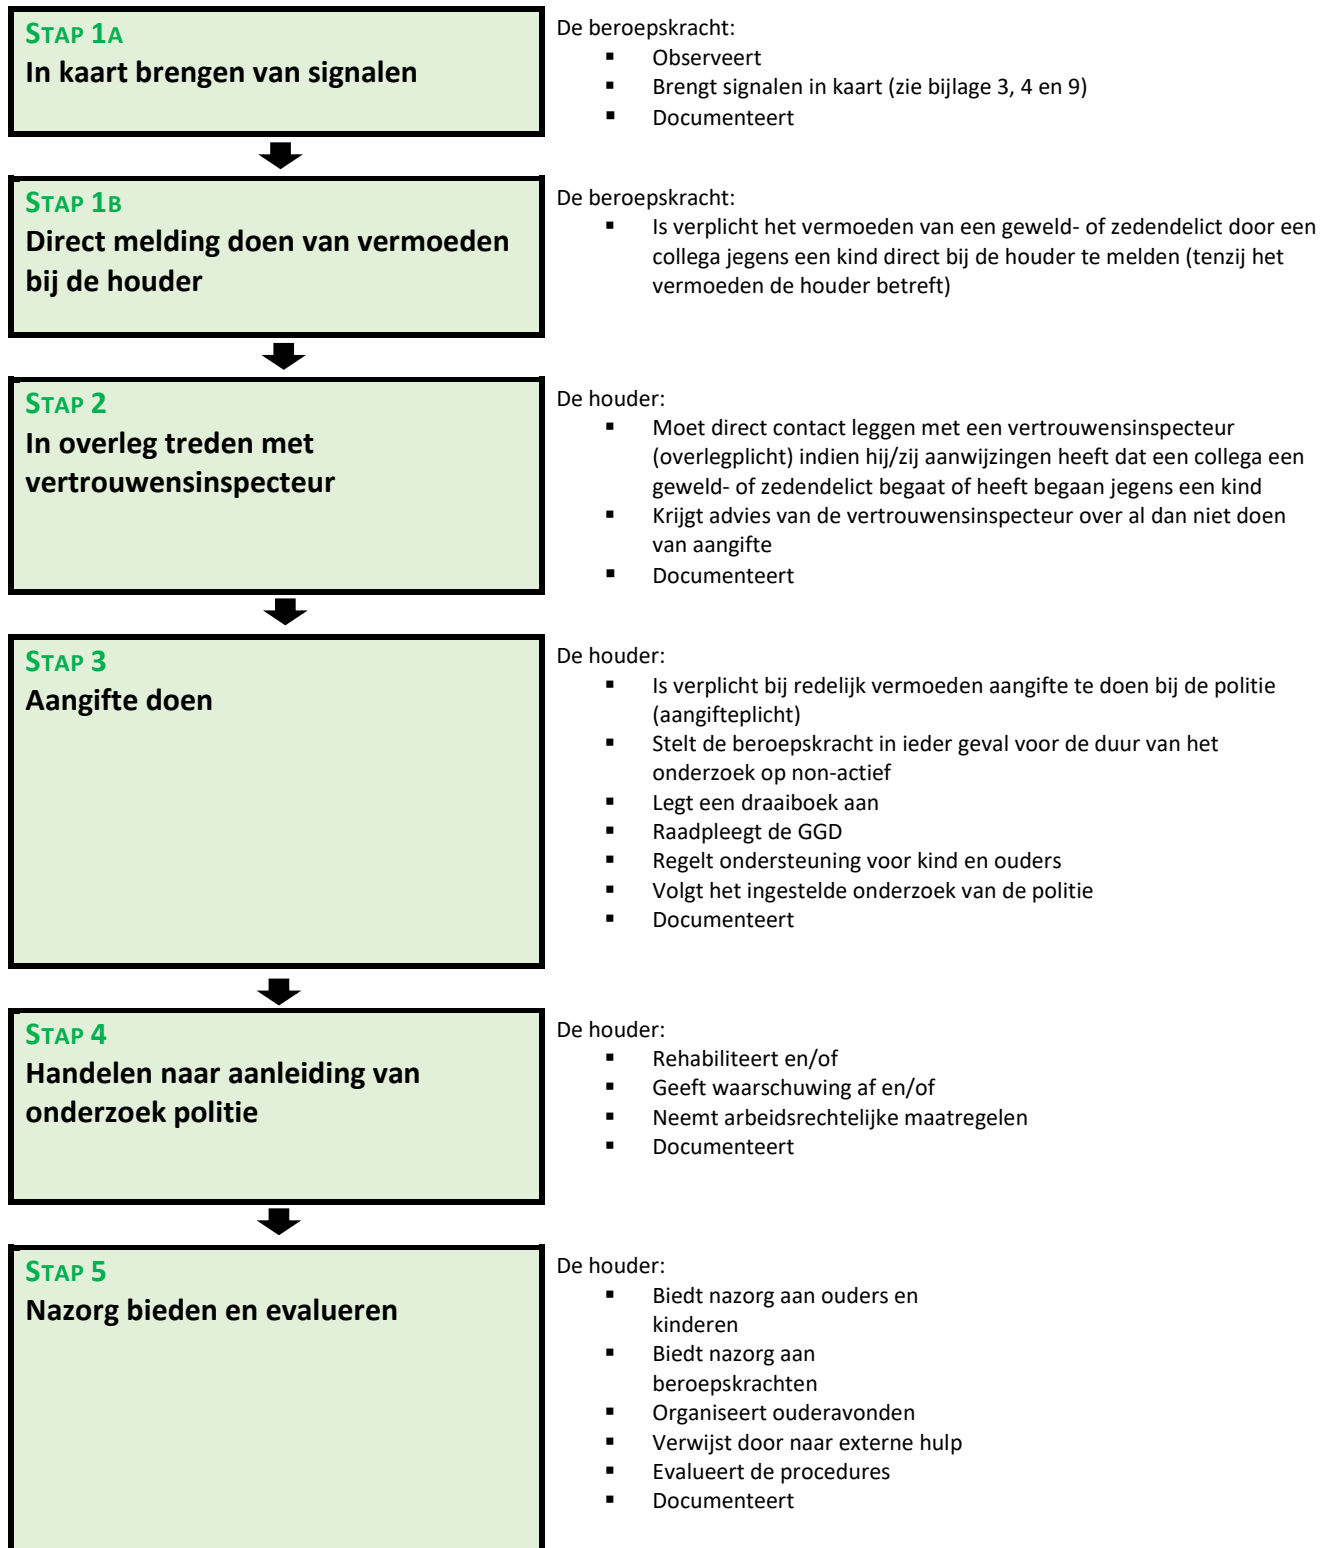 STAP 1A
In kaart brengen van signalen
De beroepskracht:
▪ Observeert
▪ Brengt signalen in kaart (zie bijlage 3, 4 en 9)
▪ Documenteert
STAP 1B
Direct melding doen van vermoeden
bij de houder
De beroepskracht:
▪ Is verplicht het vermoeden van een geweld- of zedendelict door een
collega jegens een kind direct bij de houder te melden (tenzij het
vermoeden de houder betreft)
STAP 2
In overleg treden met
vertrouwensinspecteur
De houder:
▪ Moet direct contact leggen met een vertrouwensinspecteur
(overlegplicht) indien hij/zij aanwijzingen heeft dat een collega een
geweld- of zedendelict begaat of heeft begaan jegens een kind
▪ Krijgt advies van de vertrouwensinspecteur over al dan niet doen
van aangifte
▪ Documenteert
STAP 3
Aangifte doen
De houder:
▪ Is verplicht bij redelijk vermoeden aangifte te doen bij de politie
(aangifteplicht)
▪ Stelt de beroepskracht in ieder geval voor de duur van het
onderzoek op non-actief
▪ Legt een draaiboek aan
▪ Raadpleegt de GGD
▪ Regelt ondersteuning voor kind en ouders
▪ Volgt het ingestelde onderzoek van de politie
▪ Documenteert
STAP 4
Handelen naar aanleiding van
onderzoek politie
De houder:
▪ Rehabiliteert en/of
▪ Geeft waarschuwing af en/of
▪ Neemt arbeidsrechtelijke maatregelen
▪ Documenteert
STAP 5
Nazorg bieden en evalueren
De houder:
▪ Biedt nazorg aan ouders en
kinderen
▪ Biedt nazorg aan
beroepskrachten
▪ Organiseert ouderavonden
▪ Verwijst door naar externe hulp
▪ Evalueert de procedures
▪ Documenteert